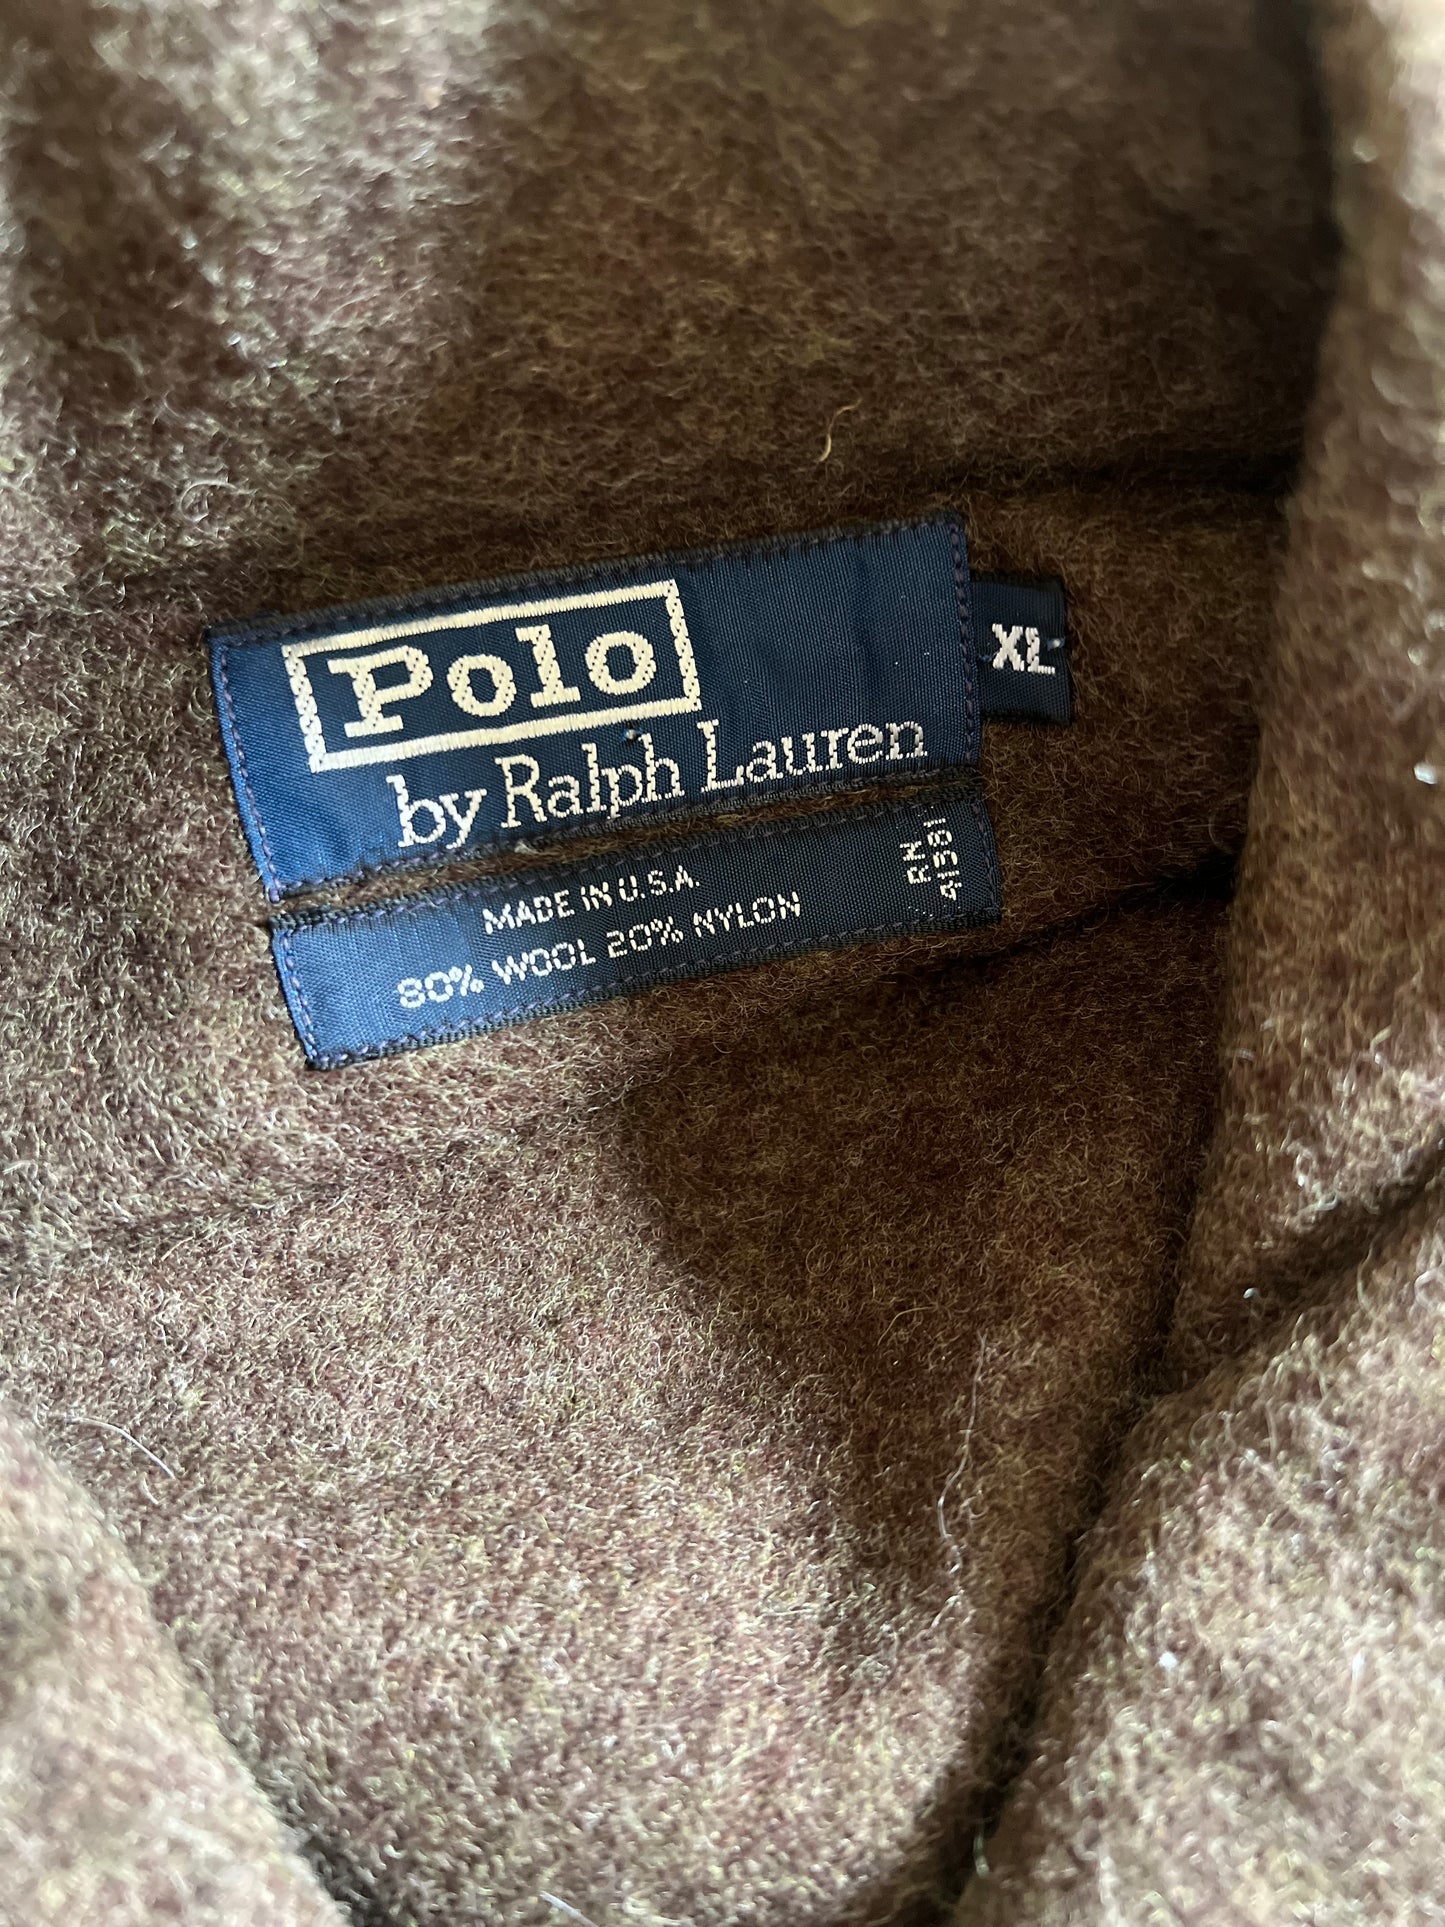 Polo
by Ralph Lauren
XL
MADE IN U.S.A.
80% WOOL 20% NYLON
RN
41381